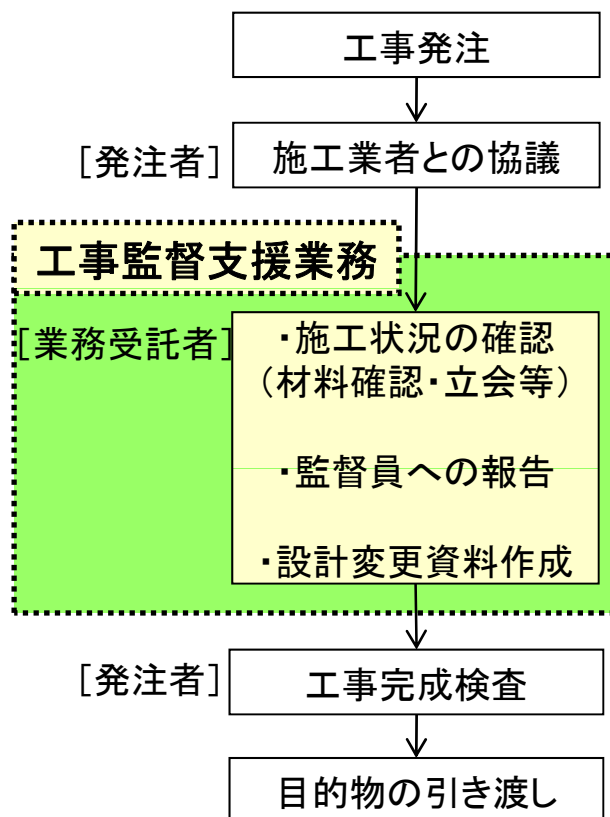 工事発注
[発注者]
施工業者との協議
工事監督支援業務
[業務受託者]
・施工状況の確認
(材料確認・立会等)
・監督員への報告
・設計変更資料作成
[発注者]
工事完成検査
目的物の引き渡し